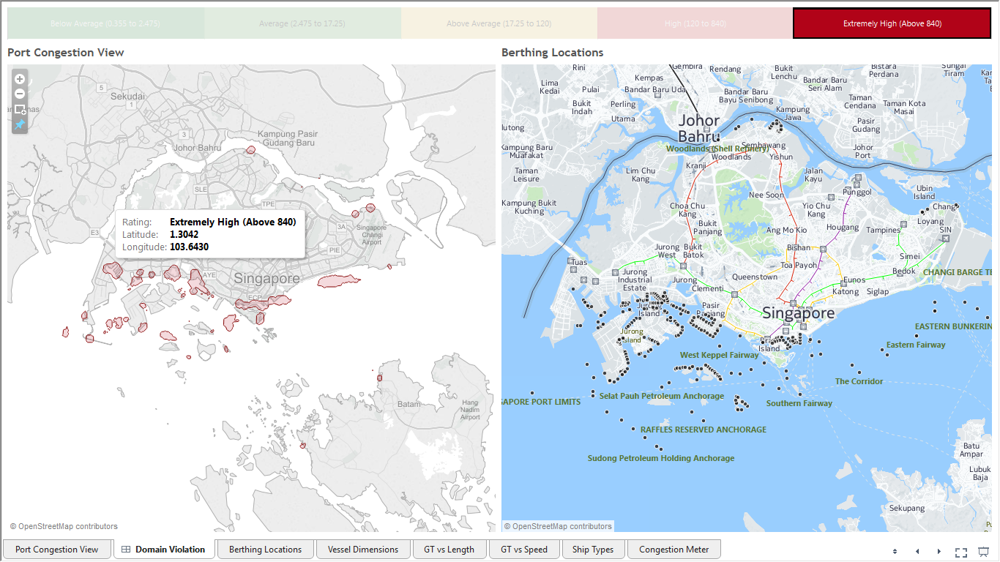 Below Average (0.355 to 2.475)
Average (2.475 to 17.25)
Above Average (17.25 to 120)
High (120 to 840)
Extremely High (Above 840)
Port Congestion View
Sekudai
5
1
3
Johor Bahru
Kampung Pasir
Gudang Baru
SLE
TPE
E3
3A
Singapore
Changi
Airport
PIE
Rating: Extremely High (Above 840)
Latitude: 1.3042
Longitude: 103.6430
AYE
Singapore
ECP
Batam
Hang
Nadim
Airport
© OpenStreetMap contributors
Berthing Locations
Rini
Gembira
Rendang
Bukit
Lenchu
Bistara
Perdana
Sungai
Tiram
Lima
Kedai
Kempas
Pulai
Bandar Baru Uda
Bandar Baru
Seri Alam
Bandar Baru
Bayu Senibong
Bukit
Indah
Perling
Utama
Kampung
Jawa
Taman
Cendana
Taman Kota
Masai
Pasir
Gudang
Johor
Bahru
Kampung Baru
Muafakat
Sembawang
Woodlands (Shell Refinery)
Woodlands
Yishun
Johor
Port
Taman
Leisure
Lim Chu
Kang
Kranji
Jalan
Kayu
Kampung Bukit
Kuching
Nee Soon
Punggol
Ubin
Island
Choa Chu
Kang
Yio Chu
Kang
Loyang
SIN
Bukit
Panjang
Ang Mo Kio
Hougang
Tampines
Bishan
Tuas
Jurong
West
Bukit
Batok
Toa Payoh
Simei
Bedok
CHANGI BARGE TE
Jurong
Industrial
Estate
Jurong
Queenstown
Eunos
Clementi
Katong
Siglap
Pasir
Panjang
Island
Singapore
Jurong
Island
EASTERN BUNKERIN
Island
Eastern Fairway
West Keppel Fairway
The Corridor
Selat Pauh Petroleum Anchorage
APORE PORT LIMITS
Southern Fairway
RAFFLES RESERVED ANCHORAGE
Sudong Petroleum Holding Anchorage
Batu
Ampar
Lubuk
Baja
Sekupang
© OpenStreetMap contributors
Port Congestion View
Domain Violation
Berthing Locations
Vessel Dimensions
GT vs Length
GT vs Speed
Ship Types
Congestion Meter